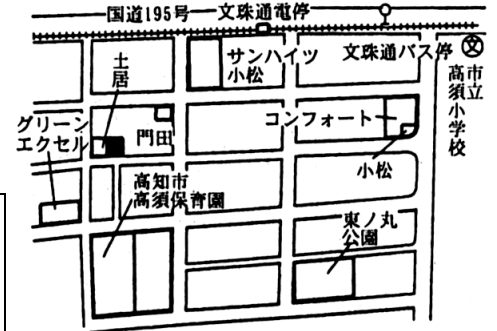 国道195号
文珠通電停
土居
サンハイツ
小松
文珠通バス停
市立
高須小学校
グリーン
エクセル
門田
コンフォート
小松
高知市
高須保育園
東ノ丸
公園